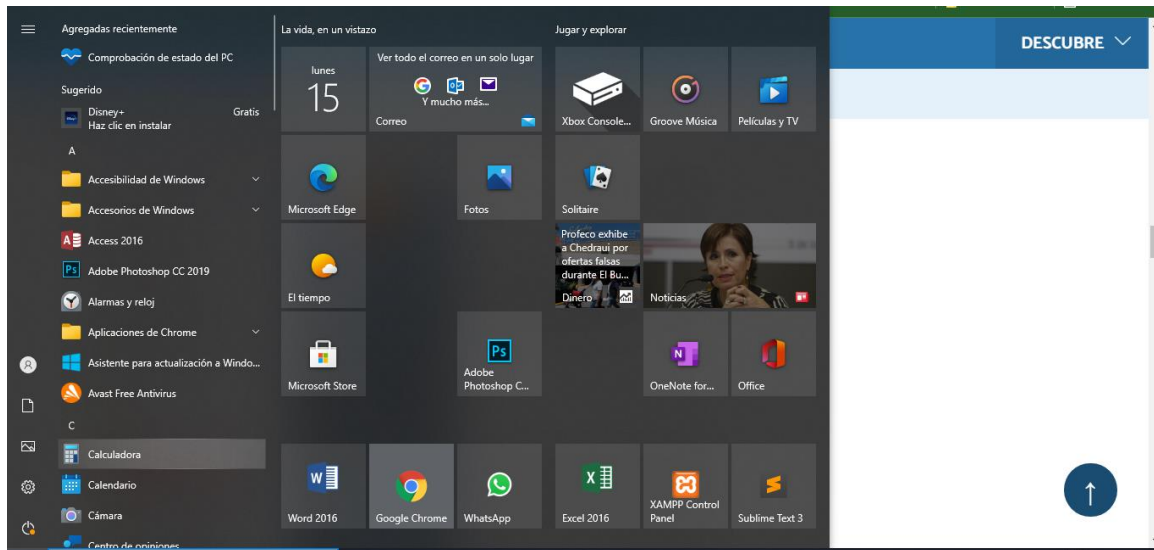 Agregadas recientemente
Comprobación de estado del PC
Sugerido
Disney+
Gratis
Haz clic en instalar
A
Accesibilidad de Windows
Accesorios de Windows
Access 2016
Adobe Photoshop CC 2019
Alarmas y reloj
Aplicaciones de Chrome
Asistente para actualización a Windo...
Avast Free Antivirus
C
Calculadora
Calendario
Cámara
Centro de opiniones
La vida, en un vistazo
lunes
15
Ver todo el correo en un solo lugar
Y mucho más...
Correo
Microsoft Edge
Fotos
El tiempo
Microsoft Store
Ps
Adobe
Photoshop C...
Word 2016
Google Chrome
WhatsApp
Jugar y explorar
Xbox Console...
Groove Música
Películas y TV
Solitaire
Profeco exhibe
a Chedraui por
ofertas falsas
durante El Bu...
Dinero
Noticias
OneNote for...
Office
Excel 2016
XAMPP Control
Panel
Sublime Text 3
DESCUBRE